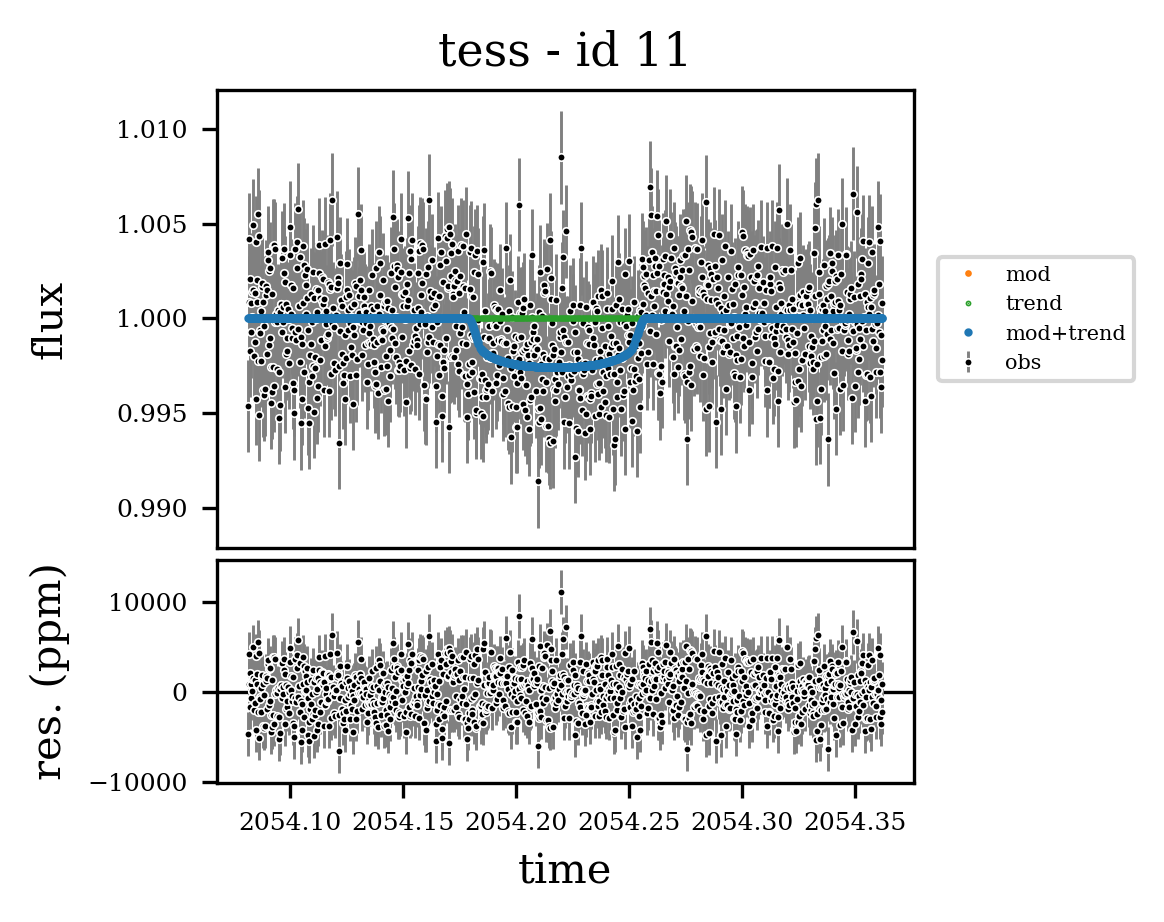 tess - id 11
1.010
1.005
1.000
0.995
0.990
flux
mod
trend
mod+trend
obs
10000
0
−10000
res. (ppm)
2054.10 2054.15 2054.20 2054.25 2054.30 2054.35
time